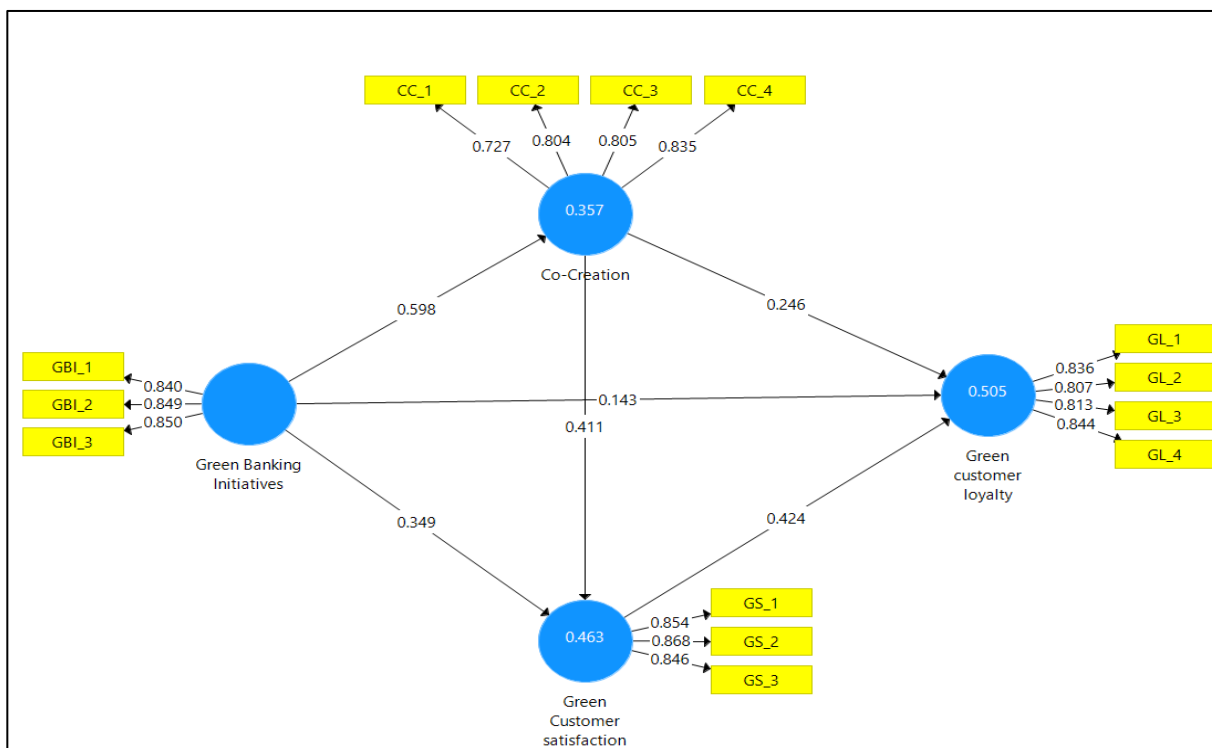 CC_1 CC_2 CC_3 CC_4
0.727 0.804 0.805 0.835
0.357
Co-Creation
0.598
0.246
GBI_1
GBI_2
GBI_3
0.840
0.849
0.850
Green Banking
Initiatives
0.143
0.411
0.505
Green
customer
loyalty
0.836
0.807
0.813
0.844
GL_1
GL_2
GL_3
GL_4
0.349
0.424
0.463
Green
Customer
satisfaction
0.854
0.868
0.846
GS_1
GS_2
GS_3